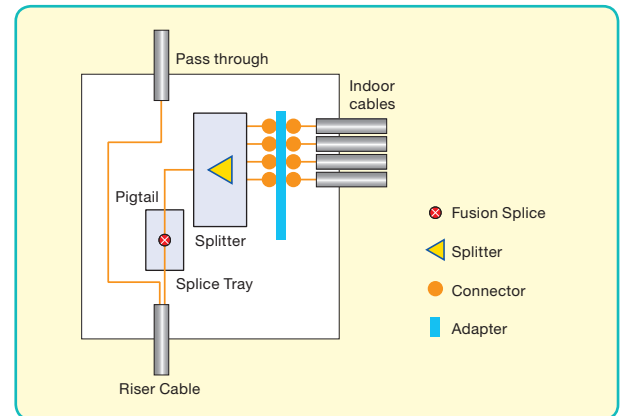 Pass through
Indoor
cables
Pigtail
Splitter
Splice Tray
Riser Cable
Fusion Splice
Splitter
Connector
Adapter